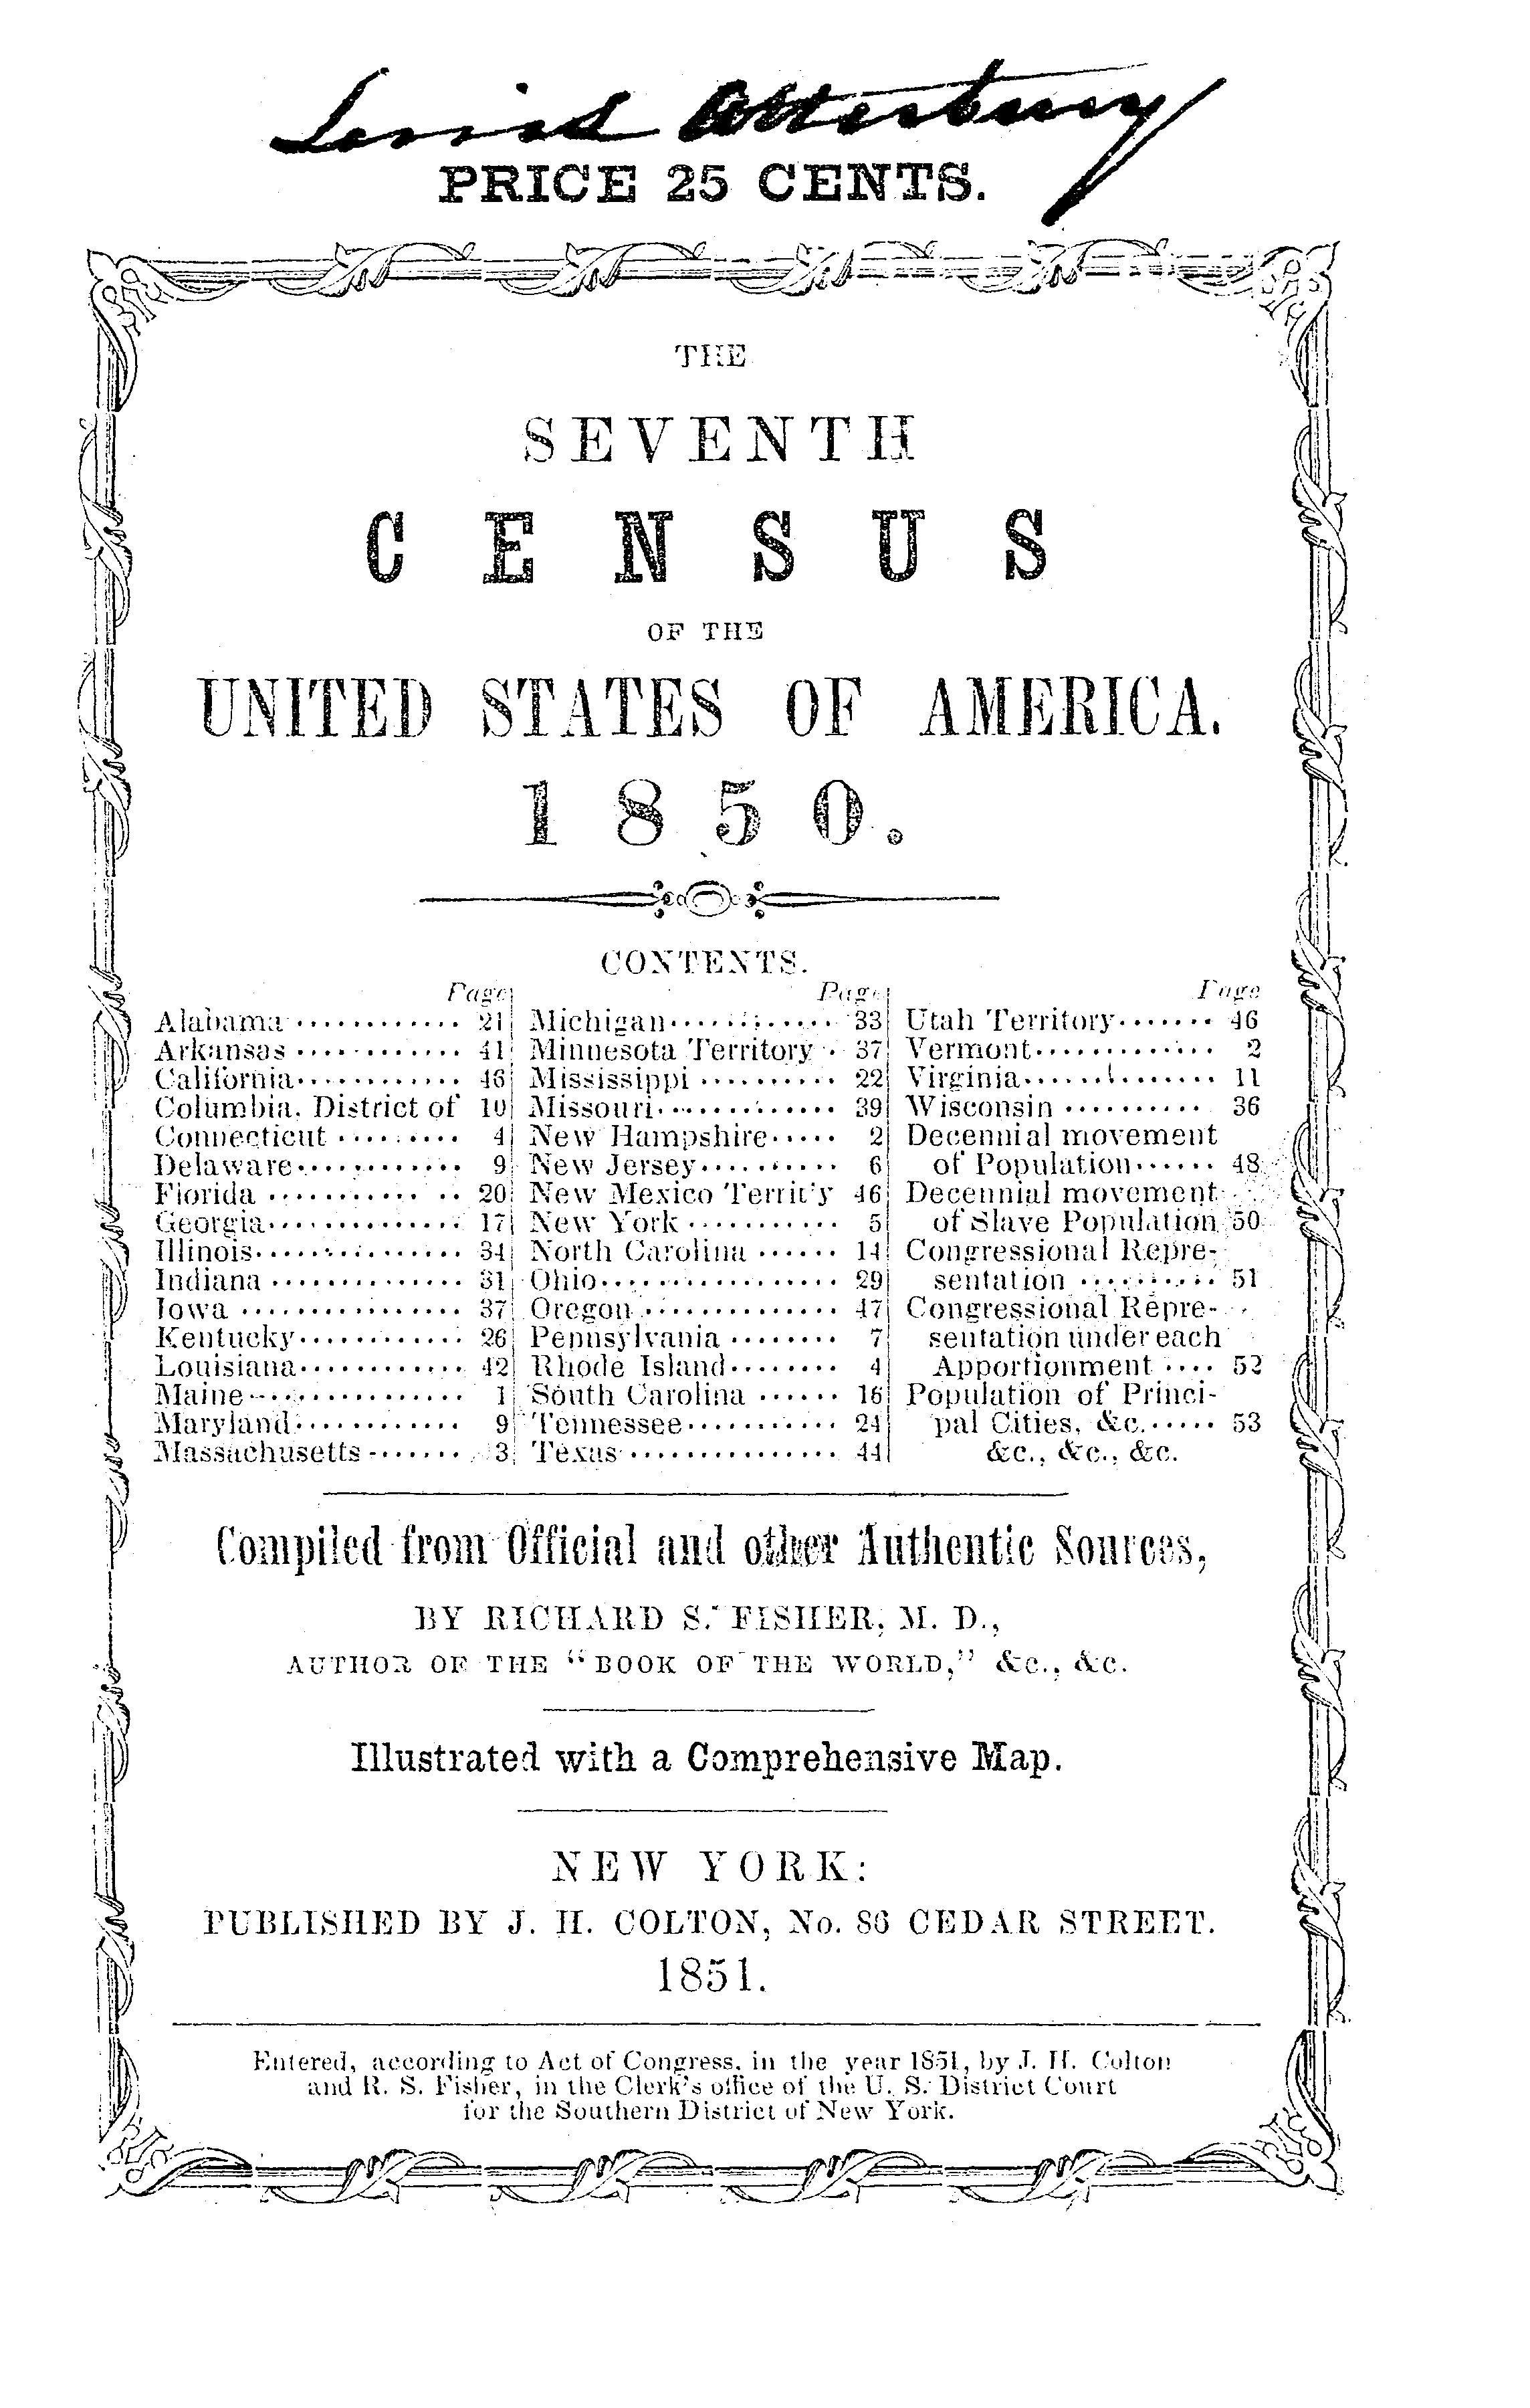 Lewis Atterbury
PRICE 25 CENTS.
THE
SEVENTH
CENSUS
OF THE
UNITED STATES OF AMERICA.
1850.
CONTENTS.
Page
Alabama ............ 21
Arkansas ............ 41
California ............ 46
Columbia, District of 10
Connecticut ......... 4
Delaware ............ 9
Florida ............. 20
Georgia .............. 17
Illinois .............. 34
Indiana .............. 31
Iowa ................ 37
Kentucky ............ 26
Louisiana ............ 42
Maine ............... 1
Maryland ............ 9
Massachusetts ....... 3
Page
Michigan ............ 33
Minnesota Territory . 37
Mississippi .......... 22
Missouri ............. 39
New Hampshire ..... 2
New Jersey .......... 6
New Mexico Territ'y 46
New York ........... 5
North Carolina ...... 14
Ohio ................. 29
Oregon .............. 47
Pennsylvania ........ 7
Rhode Island ........ 4
South Carolina ...... 16
Tennessee ........... 24
Texas ............... 44
Page
Utah Territory ....... 46
Vermont ............. 2
Virginia .............. 11
Wisconsin .......... 36
Decennial movement
of Population ...... 48
Decennial movement
of Slave Population 50
Congressional Repre-
sentation .......... 51
Congressional Repre-
sentation under each
Apportionment .... 52
Population of Princi-
pal Cities, &c. ..... 53
&c., &c., &c.
Compiled from Official and other Authentic Sources,
BY RICHARD S. FISHER, M. D.,
AUTHOR OF THE "BOOK OF THE WORLD," &c., &c.
Illustrated with a Comprehensive Map.
NEW YORK:
PUBLISHED BY J. H. COLTON, No. 86 CEDAR STREET.
1851.
Entered, according to Act of Congress, in the year 1851, by J. H. Colton
and R. S. Fisher, in the Clerk's office of the U. S. District Court
for the Southern District of New York.